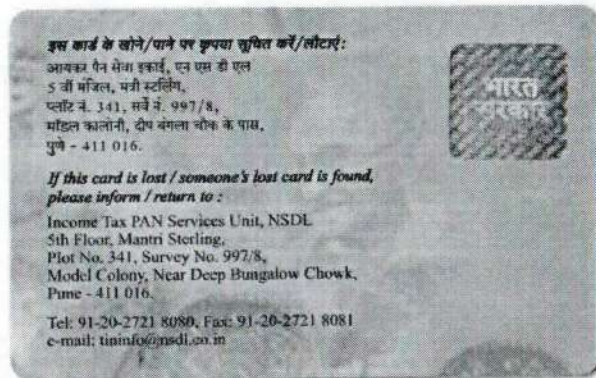 इस कार्ड के खोने/पाने पर कृपया सूचित करें/लौटाएं:
आयकर पैन सेवा इकाई, एन एस डी एल
5 वीं मंजिल, मंत्री स्टर्लिंग,
प्लॉट नं. 341, सर्वे नं. 997/8,
मॉडल कालोनी, दीप बंगला चौक के पास,
पुणे - 411 016.
भारत
सरकार
If this card is lost / someone's lost card is found,
please inform / return to :
Income Tax PAN Services Unit, NSDL
5th Floor, Mantri Sterling,
Plot No. 341, Survey No. 997/8,
Model Colony, Near Deep Bungalow Chowk,
Pune - 411 016.
Tel: 91-20-2721 8080, Fax: 91-20-2721 8081
e-mail: tininfo@nsdl.co.in